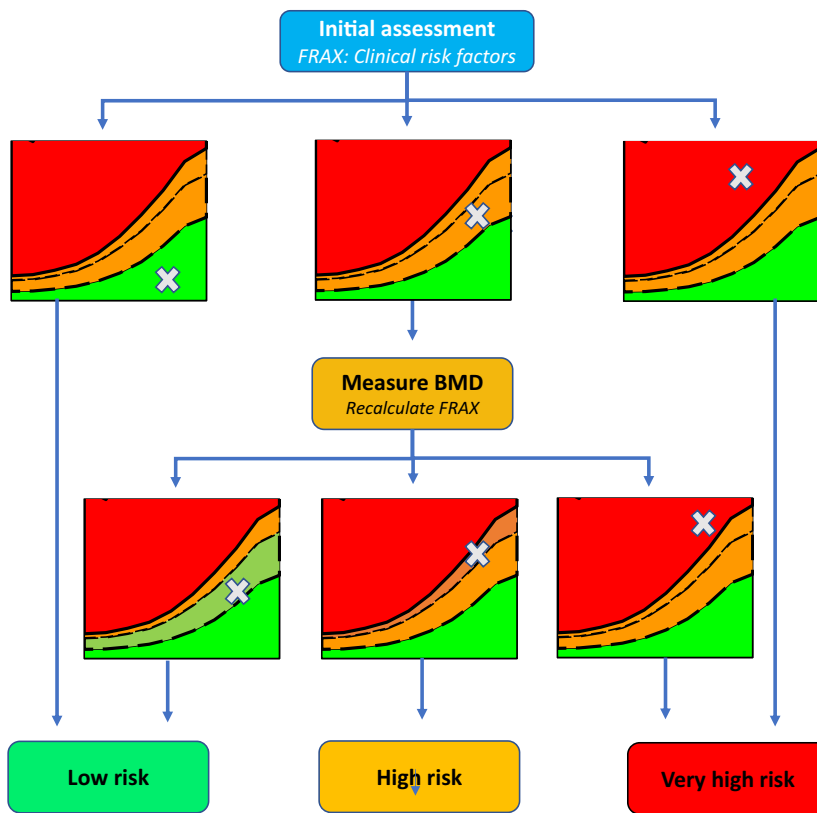 Initial assessment
FRAX: Clinical risk factors
Measure BMD
Recalculate FRAX
Low risk
High risk
Very high risk